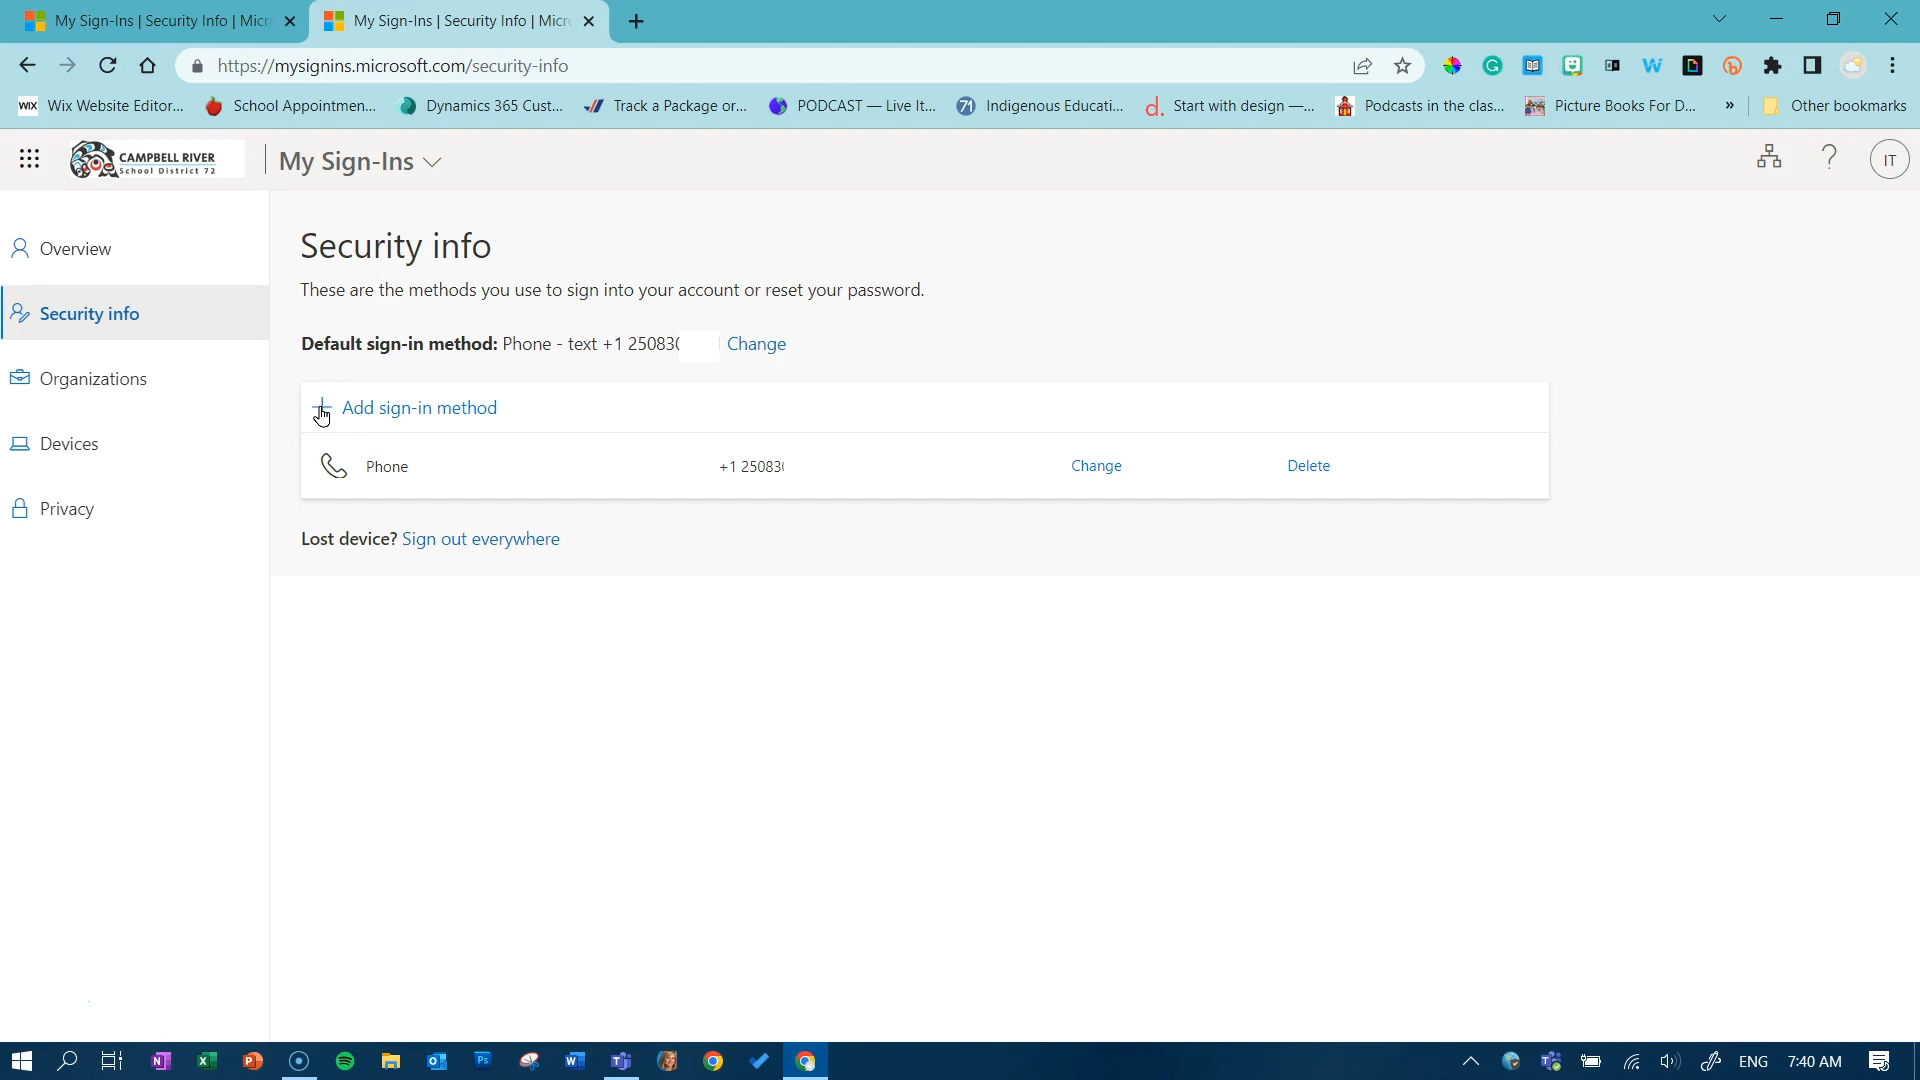 My Sign-Ins | Security Info | Micr
My Sign-Ins | Security Info | Micr
https://mysignins.microsoft.com/security-info
WIX Wix Website Editor...
School Appointmen...
Dynamics 365 Cust...
Track a Package or...
PODCAST — Live It...
71 Indigenous Educati...
d. Start with design —...
Podcasts in the clas...
Picture Books For D...
»
Other bookmarks
CAMPBELL RIVER
School District 72
My Sign-Ins
IT
Overview
Security info
Organizations
Devices
Privacy
Security info
These are the methods you use to sign into your account or reset your password.
Default sign-in method: Phone - text +1 25083 Change
Add sign-in method
Phone +1 25083 Change Delete
Lost device? Sign out everywhere
ENG 7:40 AM